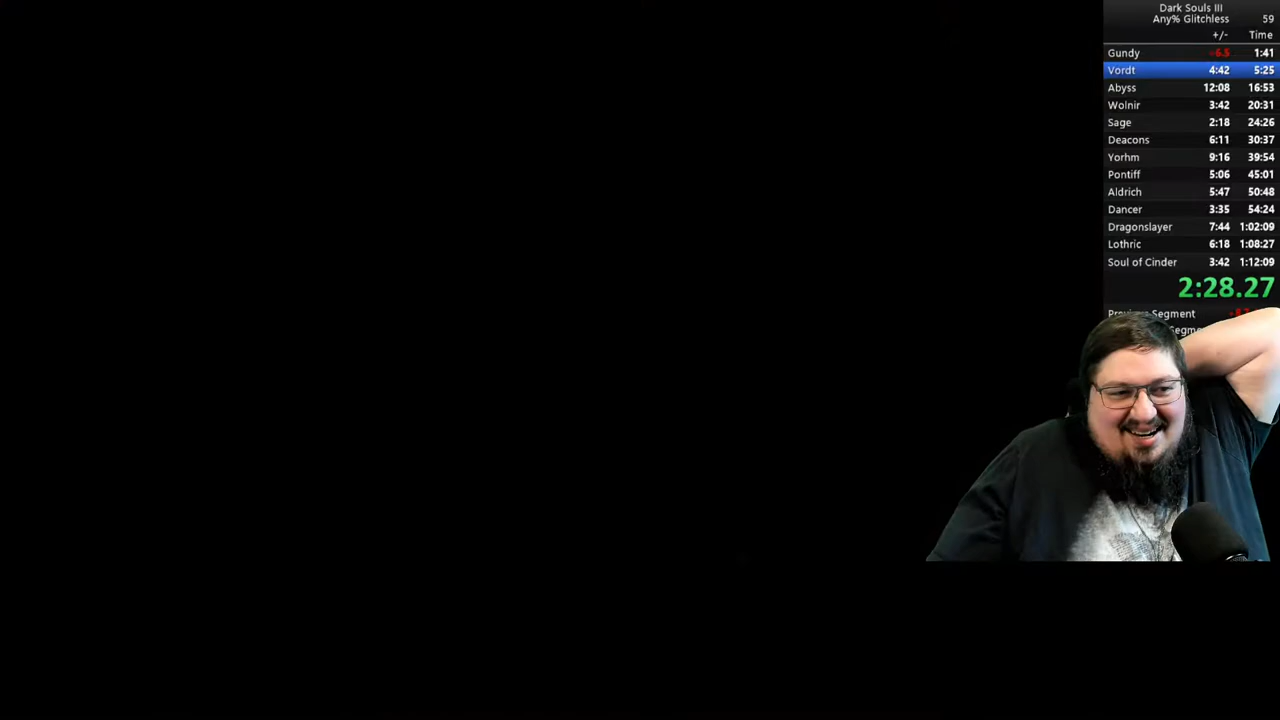 Dark Souls III
Any% Glitchless 59
+/- Time
Gundy -6.5 1:41
Vordt 4:42 5:25
Abyss 12:08 16:53
Wolnir 3:42 20:31
Sage 2:18 24:26
Deacons 6:11 30:37
Yorhm 9:16 39:54
Pontiff 5:06 45:01
Aldrich 5:47 50:48
Dancer 3:35 54:24
Dragonslayer 7:44 1:02:09
Lothric 6:18 1:08:27
Soul of Cinder 3:42 1:12:09
2:28.27
Segment